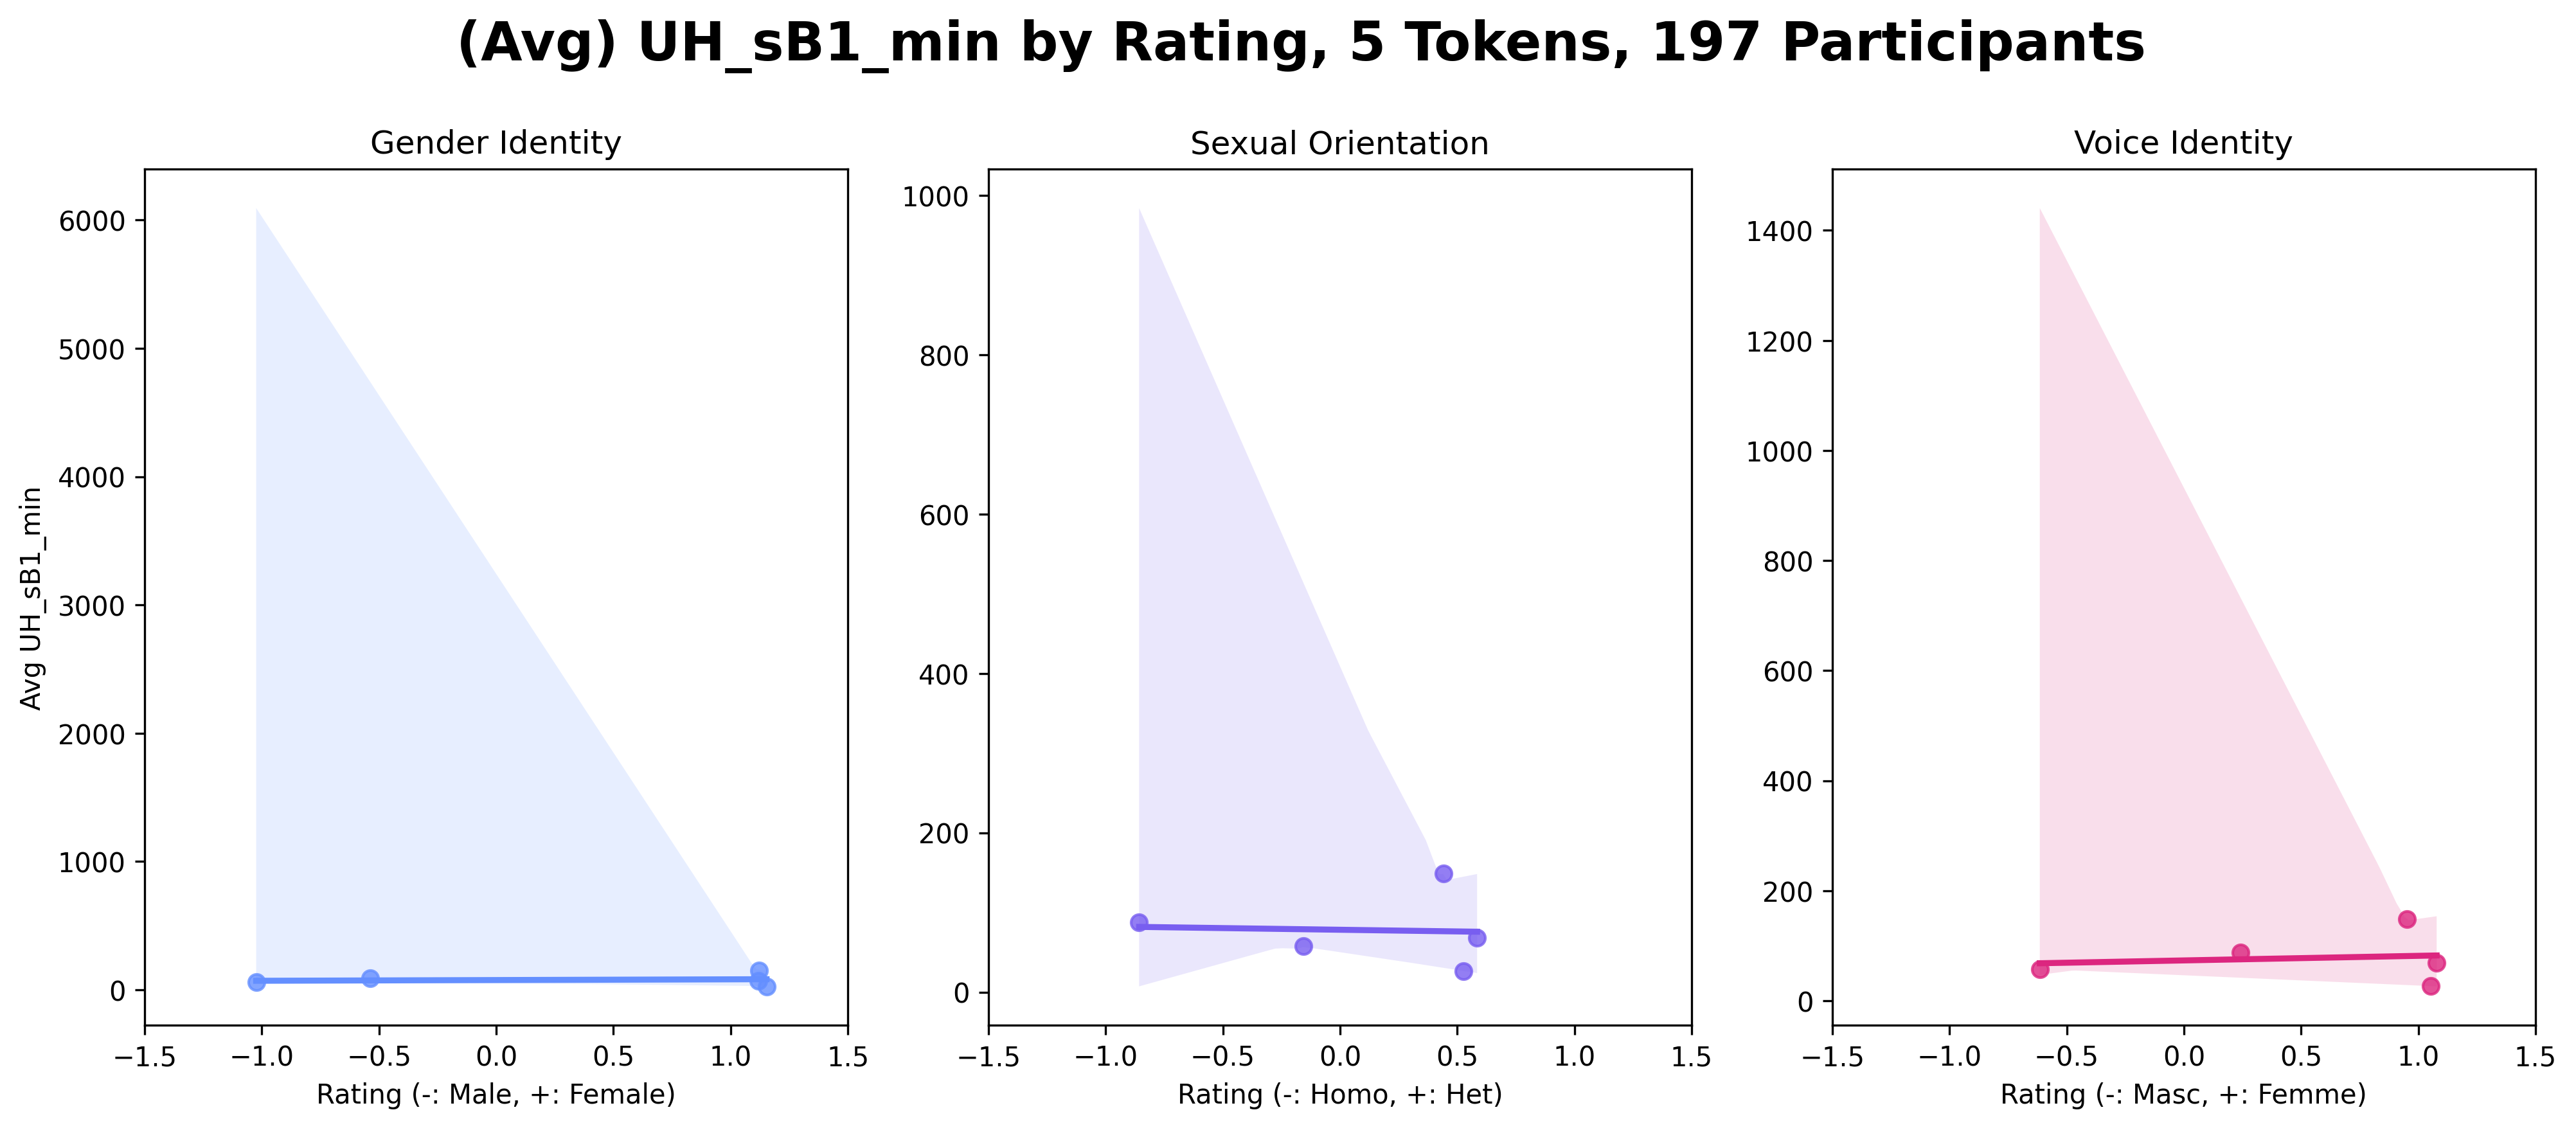 (Avg) UH_sB1_min by Rating, 5 Tokens, 197 Participants
Gender Identity
Sexual Orientation
Voice Identity
Avg UH_sB1_min
6000
5000
4000
3000
2000
1000
0
−1.5 −1.0 −0.5 0.0 0.5 1.0 1.5
Rating (-: Male, +: Female)
1000
800
600
400
200
0
−1.5 −1.0 −0.5 0.0 0.5 1.0 1.5
Rating (-: Homo, +: Het)
1400
1200
1000
800
600
400
200
0
−1.5 −1.0 −0.5 0.0 0.5 1.0 1.5
Rating (-: Masc, +: Femme)